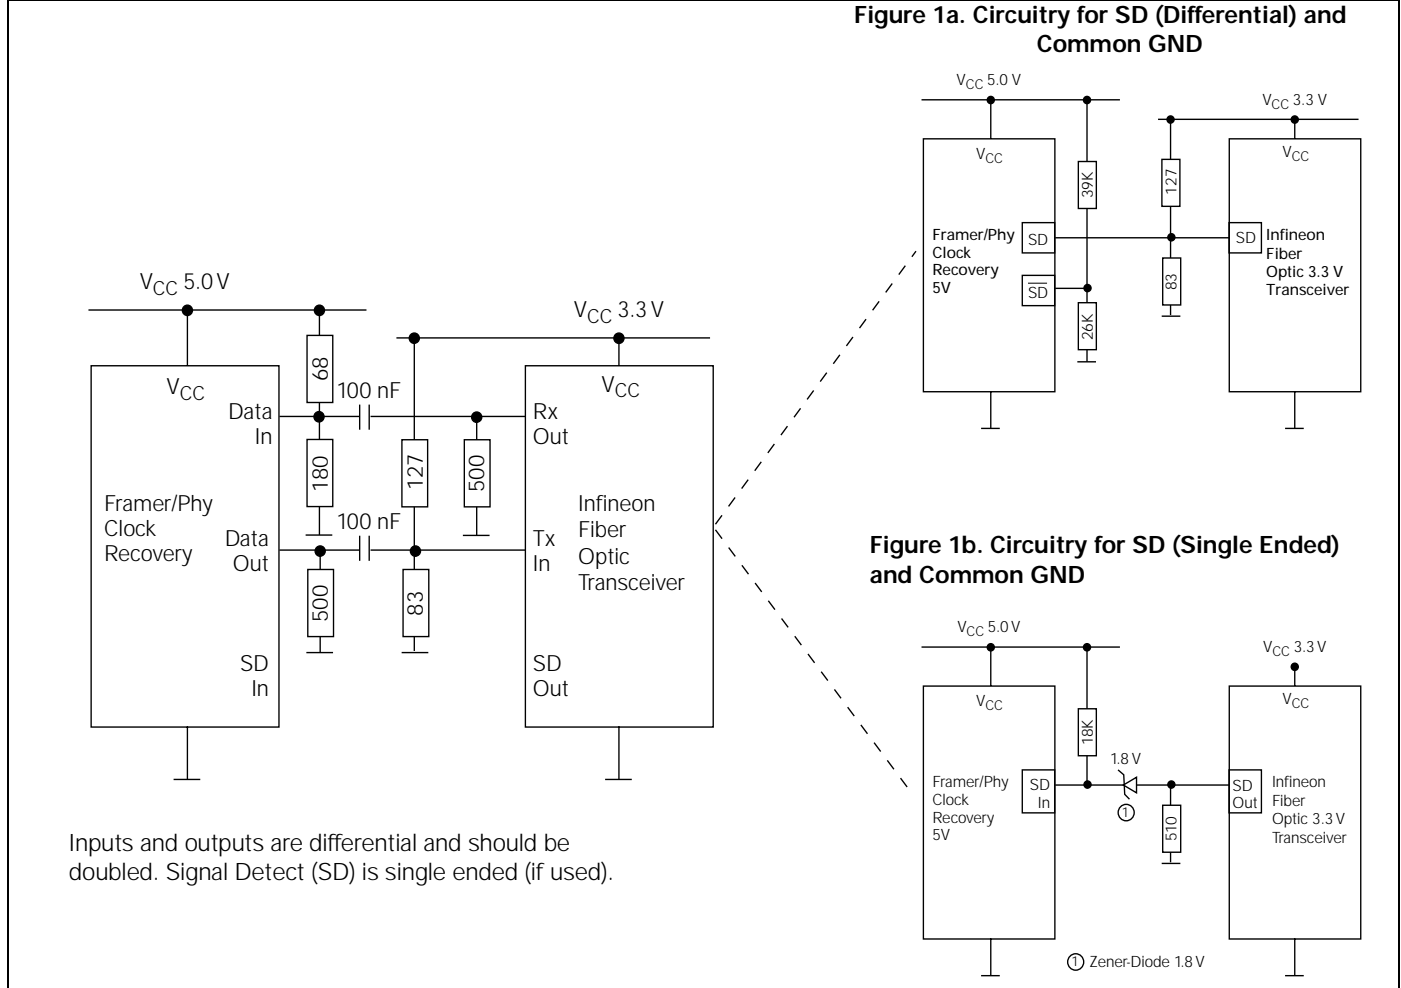 Figure 1a. Circuitry for SD (Differential) and
Common GND
VCC 5.0 V
VCC 3.3 V
VCC
VCC
39K
127
Framer/Phy
Clock
Recovery
5V
SD
SD
SD
Infineon
Fiber
Optic 3.3 V
Transceiver
26K
83
VCC 5.0 V
VCC 3.3 V
VCC
VCC
68
100 nF
Data
In
Rx
Out
180
127
500
Framer/Phy
Clock
Recovery
Infineon
Fiber
Optic
Transceiver
100 nF
Data
Out
Tx
In
500
83
SD
In
SD
Out
Inputs and outputs are differential and should be
doubled. Signal Detect (SD) is single ended (if used).
Figure 1b. Circuitry for SD (Single Ended)
and Common GND
VCC 5.0 V
VCC 3.3 V
VCC
VCC
18K
1.8 V
1
Framer/Phy
Clock
Recovery
5V
SD
In
510
SD
Out
Infineon
Fiber
Optic 3.3 V
Transceiver
1 Zener-Diode 1.8 V